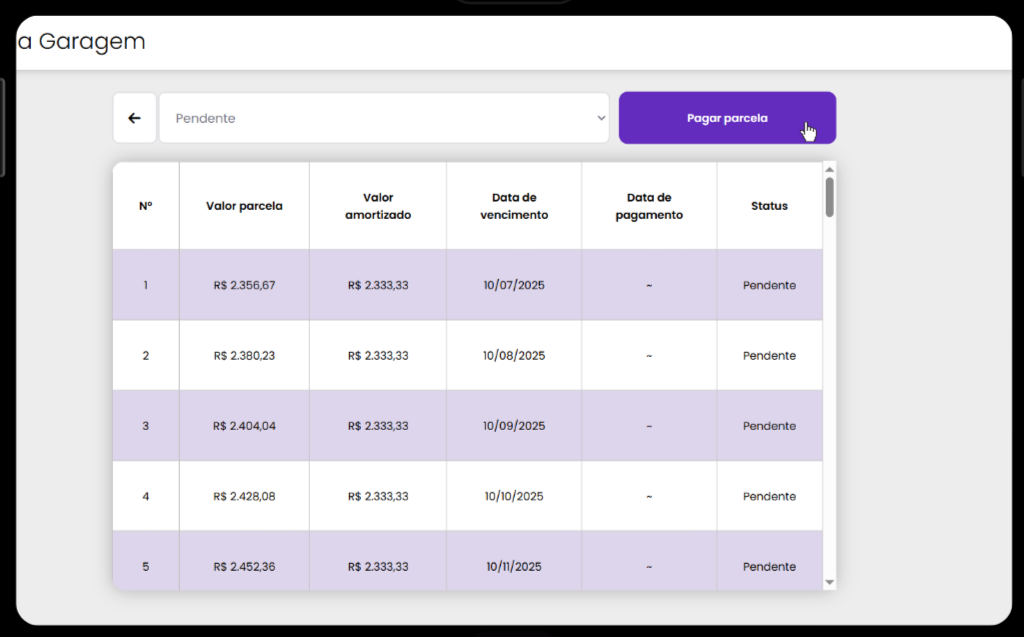 a Garagem
Pendente
Pagar parcela
Nº Valor parcela Valor amortizado Data de vencimento Data de pagamento Status
1 R$ 2.356,67 R$ 2.333,33 10/07/2025 ~ Pendente
2 R$ 2.380,23 R$ 2.333,33 10/08/2025 ~ Pendente
3 R$ 2.404,04 R$ 2.333,33 10/09/2025 ~ Pendente
4 R$ 2.428,08 R$ 2.333,33 10/10/2025 ~ Pendente
5 R$ 2.452,36 R$ 2.333,33 10/11/2025 ~ Pendente